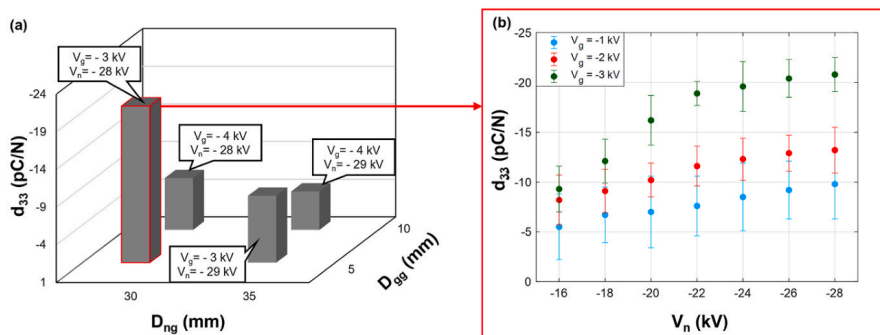 (a)
V_g= - 3 kV
V_n= - 28 kV
V_g= - 4 kV
V_n= - 28 kV
V_g= - 4 kV
V_n= - 29 kV
V_g= - 3 kV
V_n= - 29 kV
-24
-19
-14
-9
-4
1
d_33 (pC/N)
30
35
D_ng (mm)
5
10
D_gg (mm)
(b)
V_g = -1 kV
V_g = -2 kV
V_g = -3 kV
-25
-20
-15
-10
-5
0
d_33 (pC/N)
-16 -18 -20 -22 -24 -26 -28
V_n (kV)